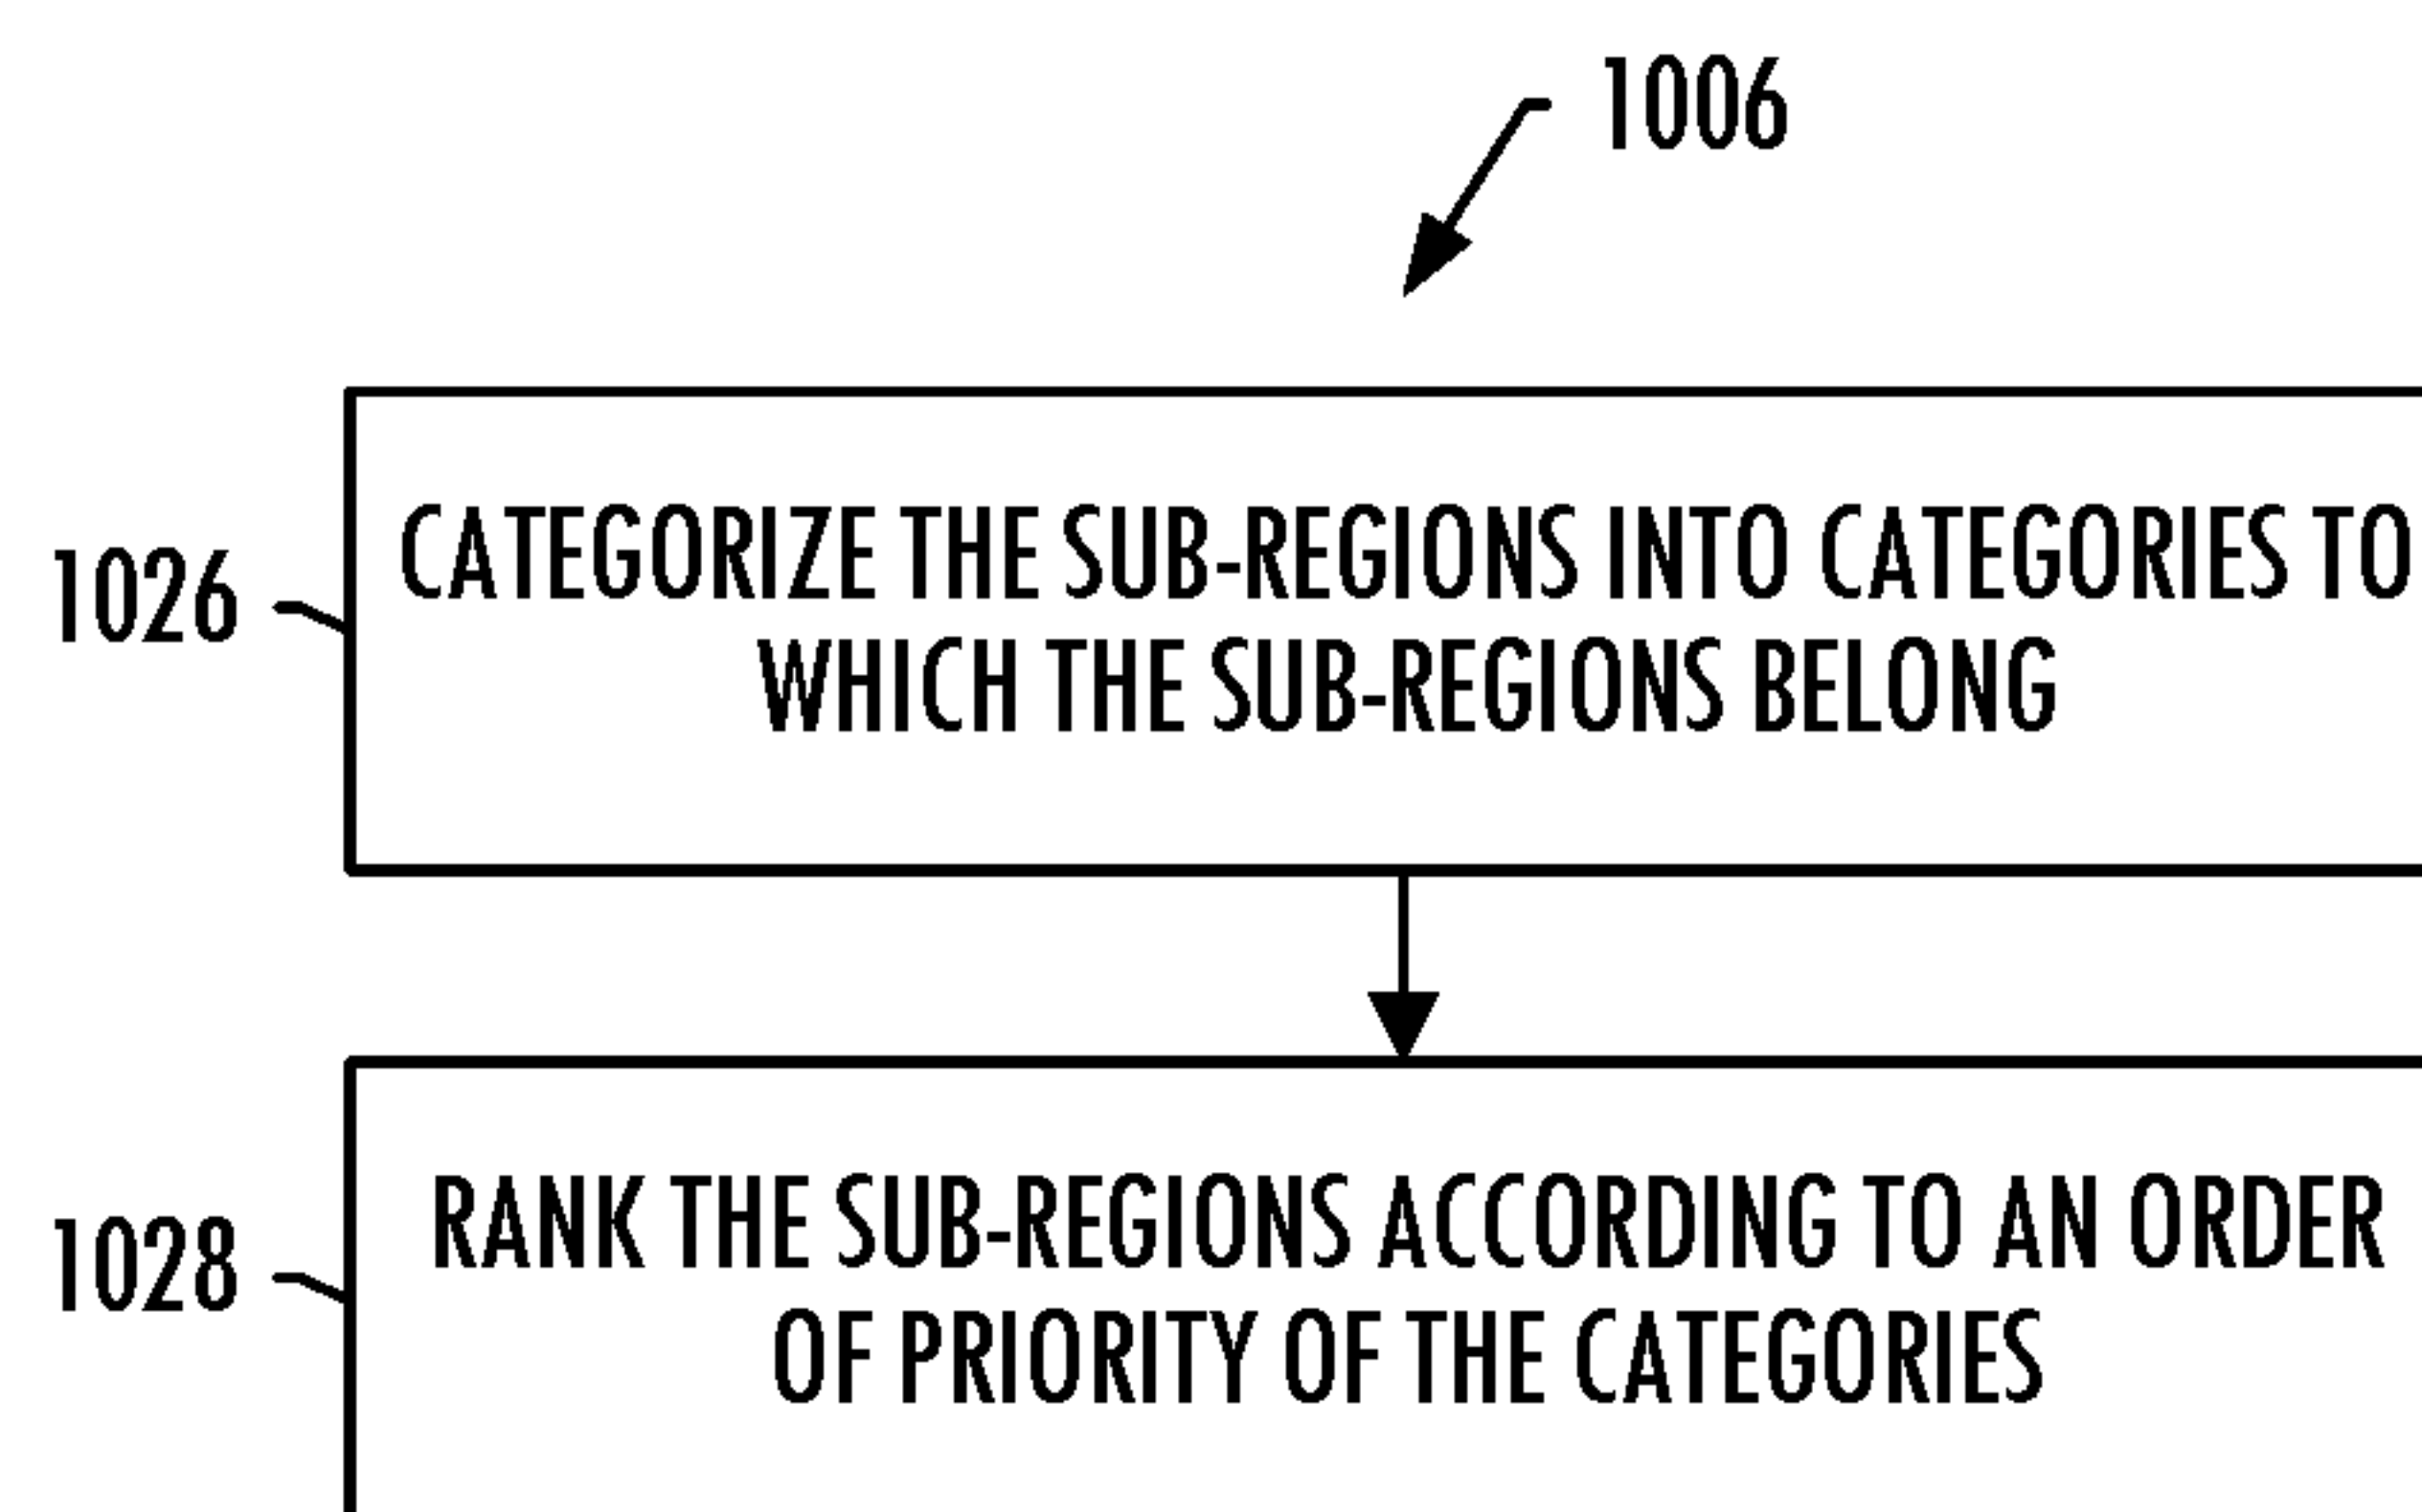 1006
1026
CATEGORIZE THE SUB-REGIONS INTO CATEGORIES TO
WHICH THE SUB-REGIONS BELONG
1028
RANK THE SUB-REGIONS ACCORDING TO AN ORDER
OF PRIORITY OF THE CATEGORIES